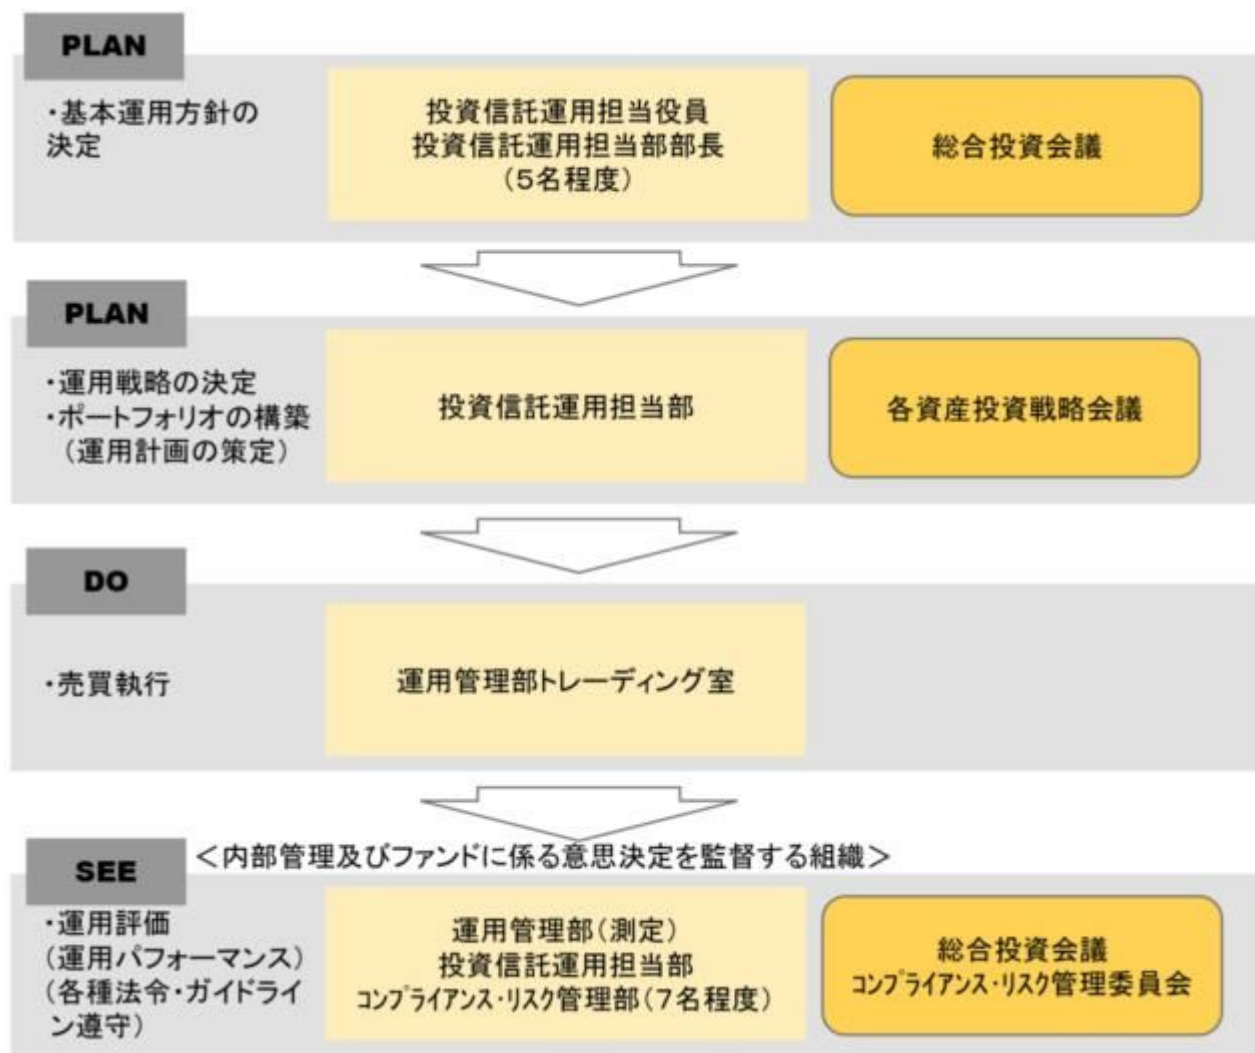 PLAN
・基本運用方針の
決定
投資信託運用担当役員
投資信託運用担当部部長
（5名程度）
総合投資会議
PLAN
・運用戦略の決定
・ポートフォリオの構築
（運用計画の策定）
投資信託運用担当部
各資産投資戦略会議
DO
・売買執行
運用管理部トレーディング室
SEE
＜内部管理及びファンドに係る意思決定を監督する組織＞
・運用評価
（運用パフォーマンス）
（各種法令・ガイドライ
ン遵守）
運用管理部（測定）
投資信託運用担当部
ｺﾝﾌﾟﾗｲｱﾝｽ・ﾘｽｸ管理部（７名程度）
総合投資会議
ｺﾝﾌﾟﾗｲｱﾝｽ・ﾘｽｸ管理委員会